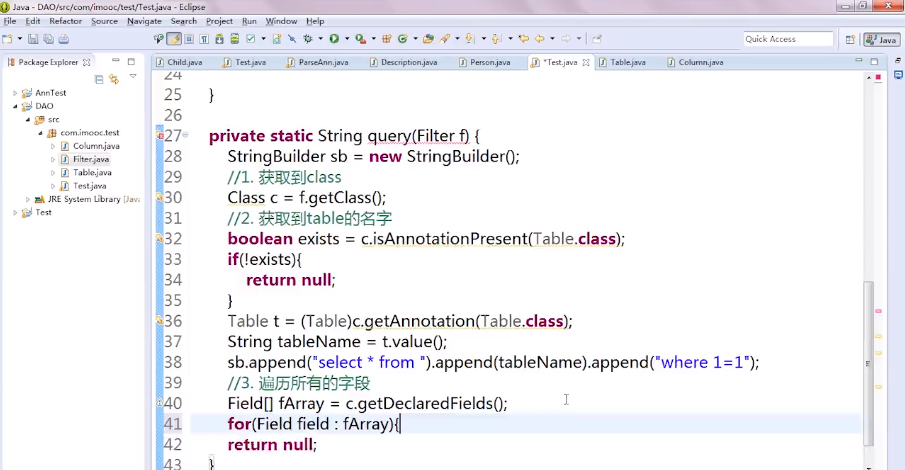 Java - DAO/src/com/imooc/test/Test.java - Eclipse
File Edit Refactor Source Navigate Search Project Run Window Help
Quick Access
Java
Package Explorer
Child.java Test.java ParseAnn.java Description.java Person.java *Test.java Table.java Column.java
AnnTest
DAO
src
com.imooc.test
Column.java
Filter.java
Table.java
Test.java
JRE System Library [Java
Test
24
25 }
26
27 private static String query(Filter f) {
28 StringBuilder sb = new StringBuilder();
29 //1. 获取到class
30 Class c = f.getClass();
31 //2. 获取到table的名字
32 boolean exists = c.isAnnotationPresent(Table.class);
33 if(!exists){
34 return null;
35 }
36 Table t = (Table)c.getAnnotation(Table.class);
37 String tableName = t.value();
38 sb.append("select * from ").append(tableName).append("where 1=1");
39 //3. 遍历所有的字段
40 Field[] fArray = c.getDeclaredFields();
41 for(Field field : fArray){
42 return null;
43 }